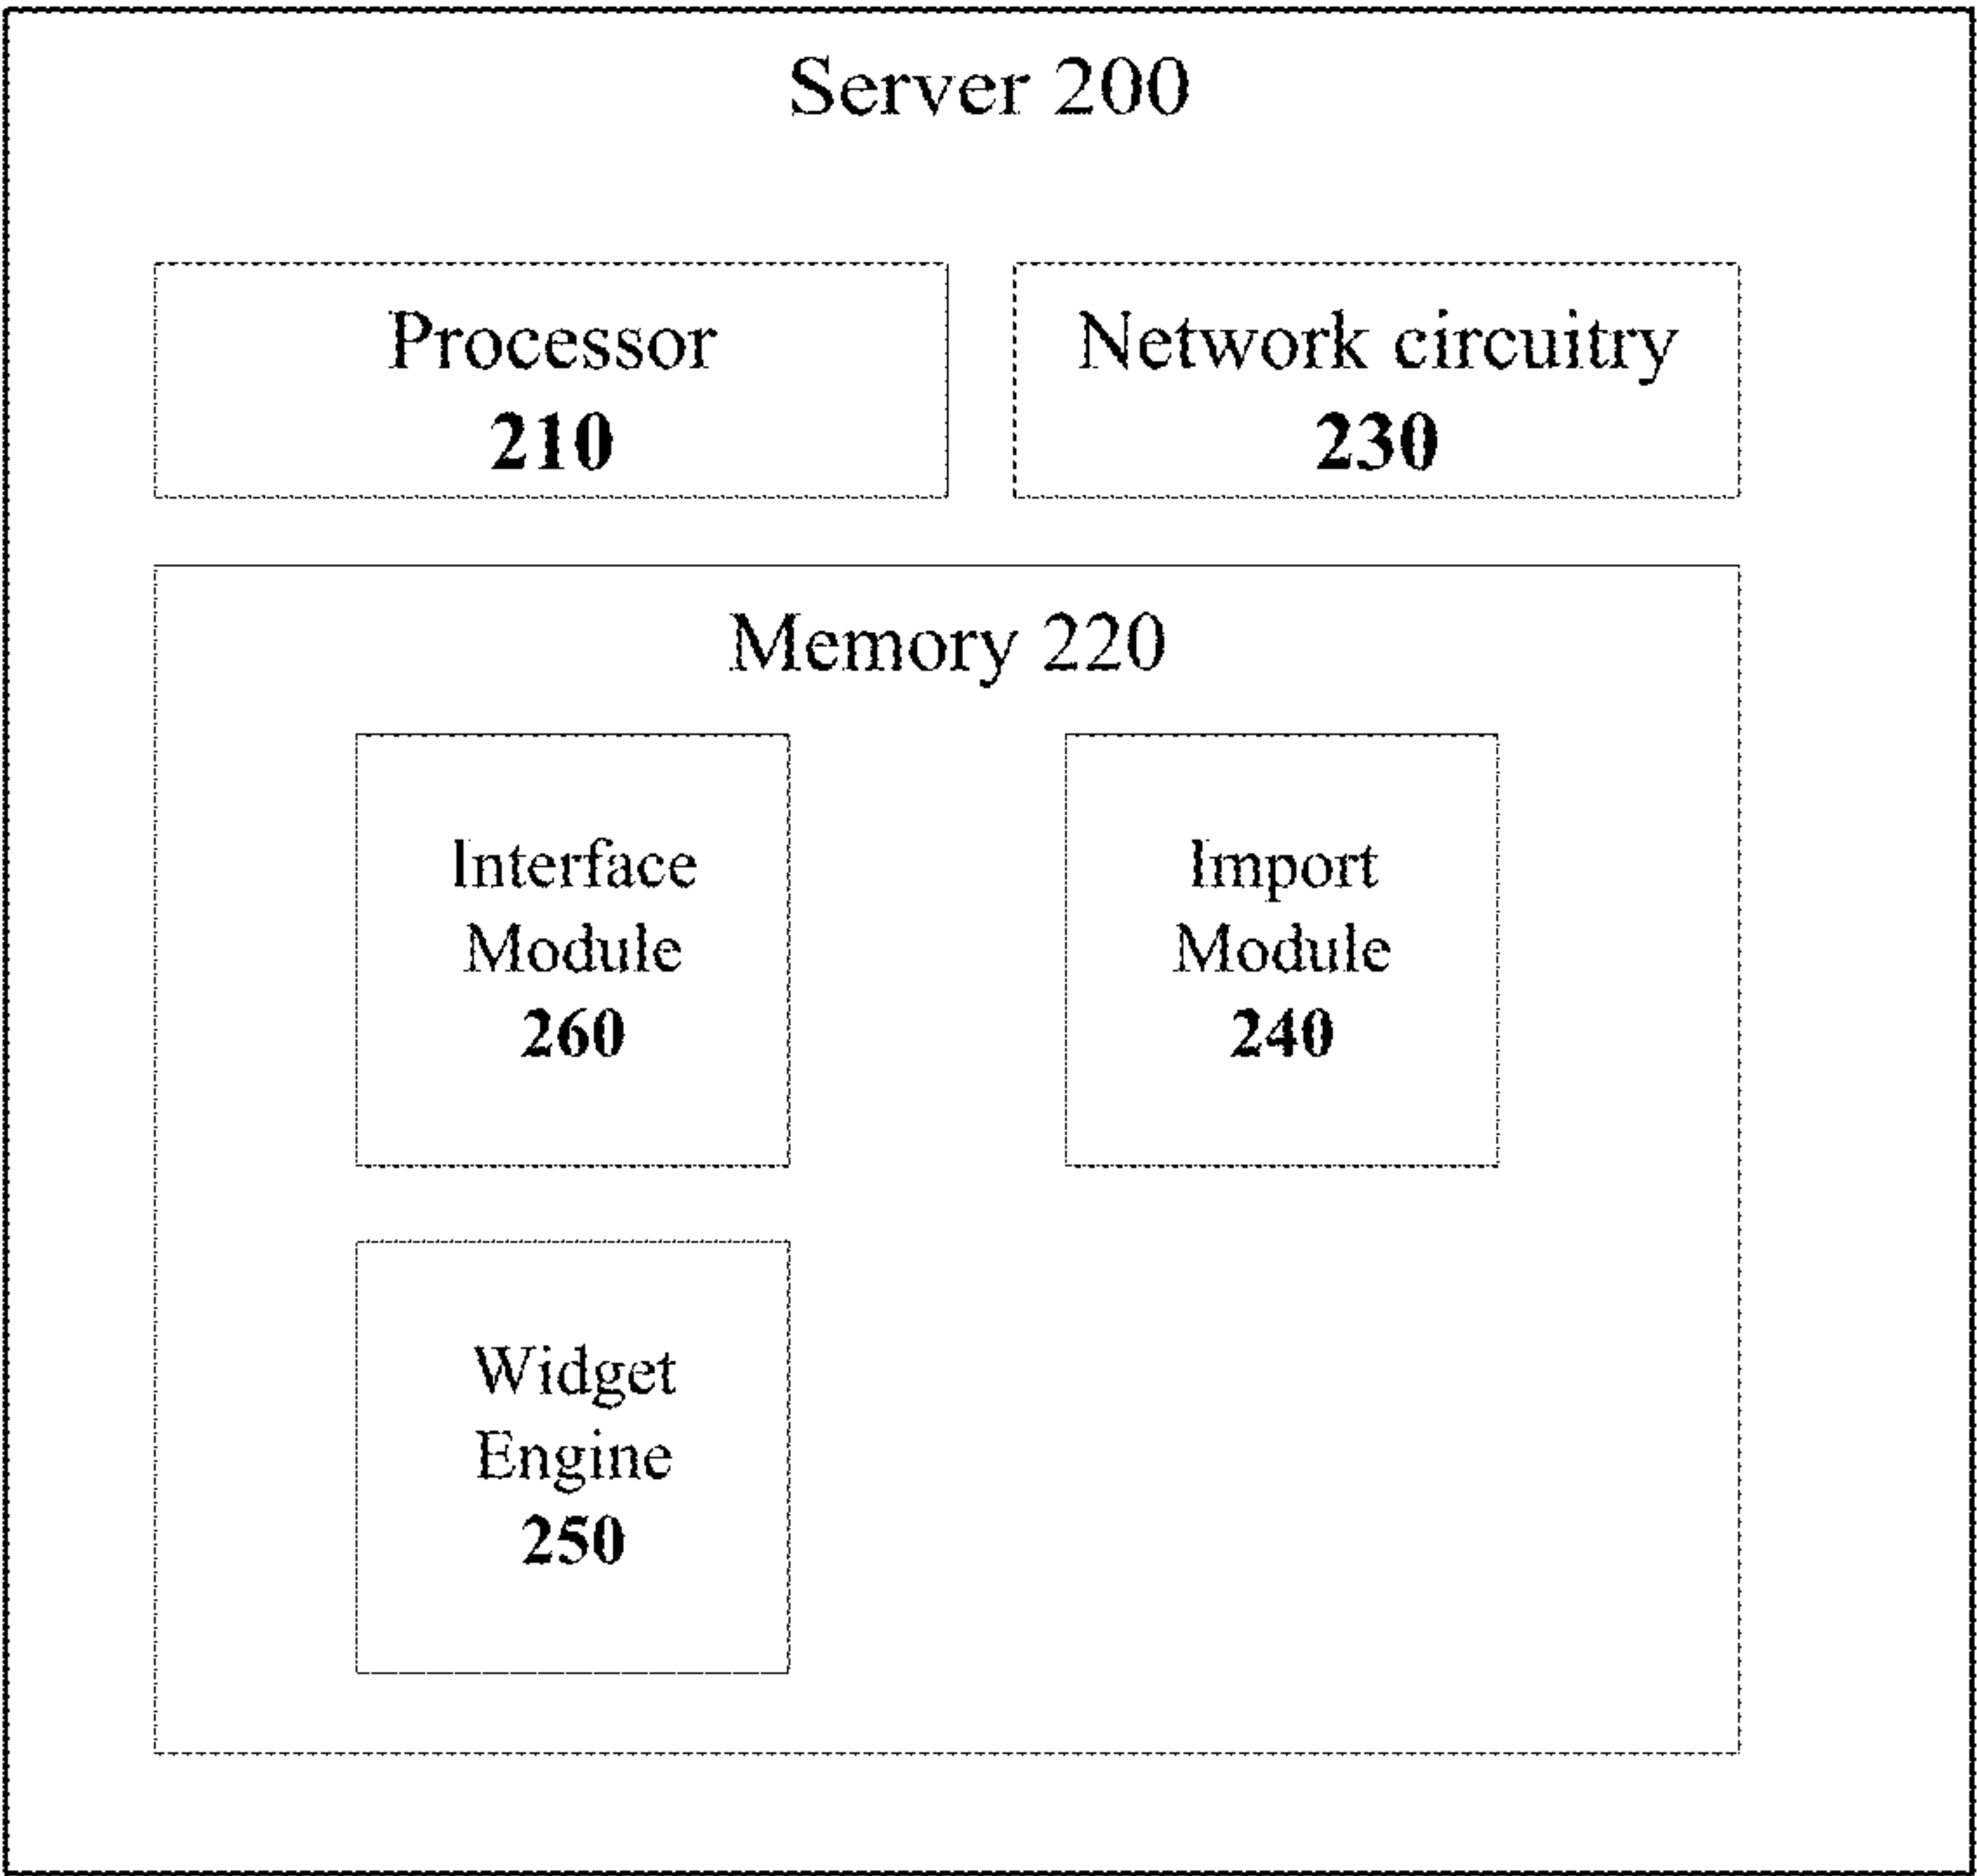 Server 200
Processor
210
Network circuitry
230
Memory 220
Interface
Module
260
Import
Module
240
Widget
Engine
250